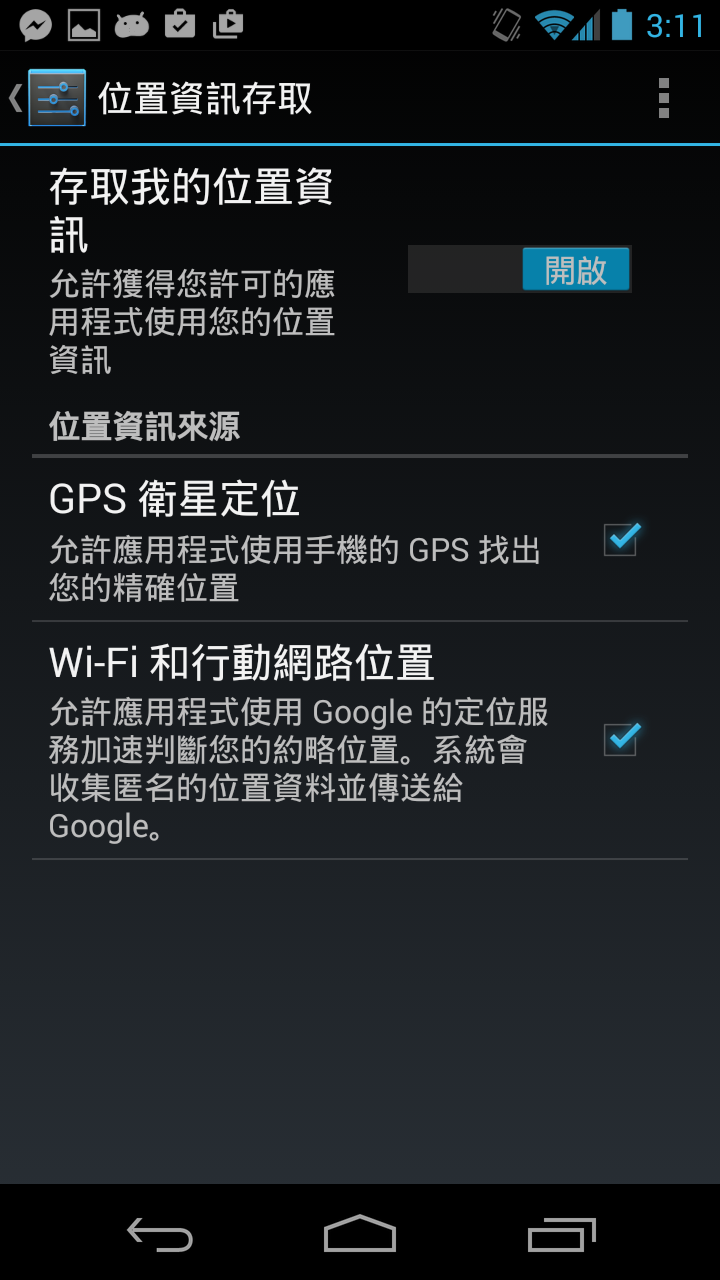 3:11
位置資訊存取
存取我的位置資
訊
允許獲得您許可的應
用程式使用您的位置
資訊
開啟
位置資訊來源
GPS 衛星定位
允許應用程式使用手機的 GPS 找出
您的精確位置
Wi-Fi 和行動網路位置
允許應用程式使用 Google 的定位服
務加速判斷您的約略位置。系統會
收集匿名的位置資料並傳送給
Google。